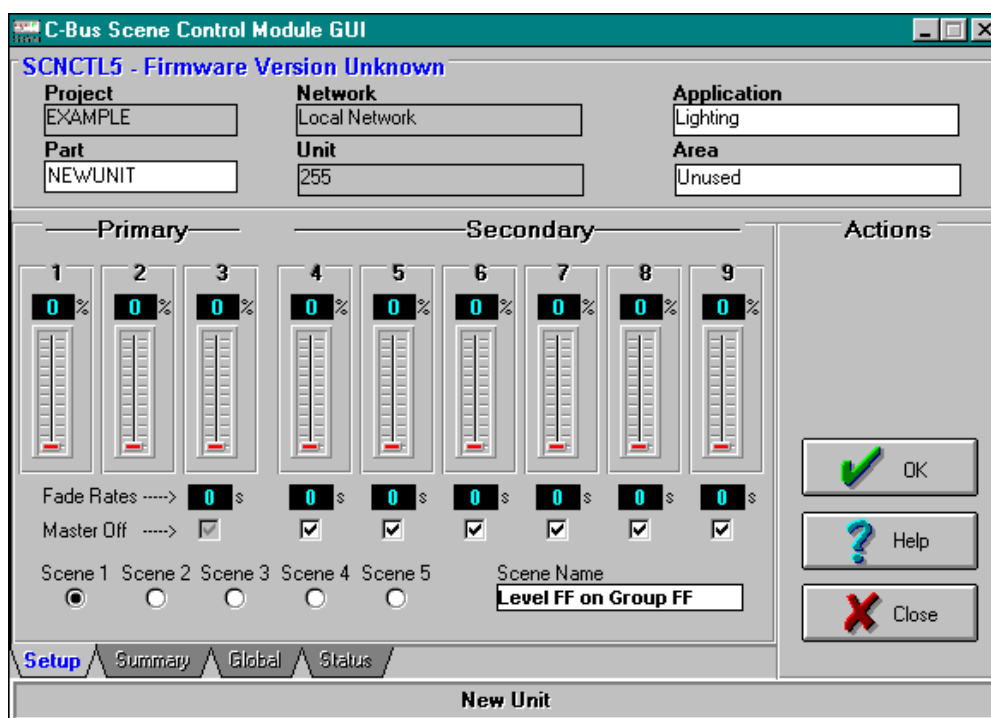 C-Bus Scene Control Module GUI
SCNCTL5 - Firmware Version Unknown
Project Network Application
EXAMPLE Local Network Lighting
Part Unit Area
NEWUNIT 255 Unused
Primary Secondary Actions
1 2 3 4 5 6 7 8 9
0 % 0 % 0 % 0 % 0 % 0 % 0 % 0 % 0 %
Fade Rates -----> 0 s 0 s 0 s 0 s 0 s 0 s 0 s
Master Off ----->
OK
Help
Close
Scene 1 Scene 2 Scene 3 Scene 4 Scene 5 Scene Name
Level FF on Group FF
Setup Summary Global Status
New Unit